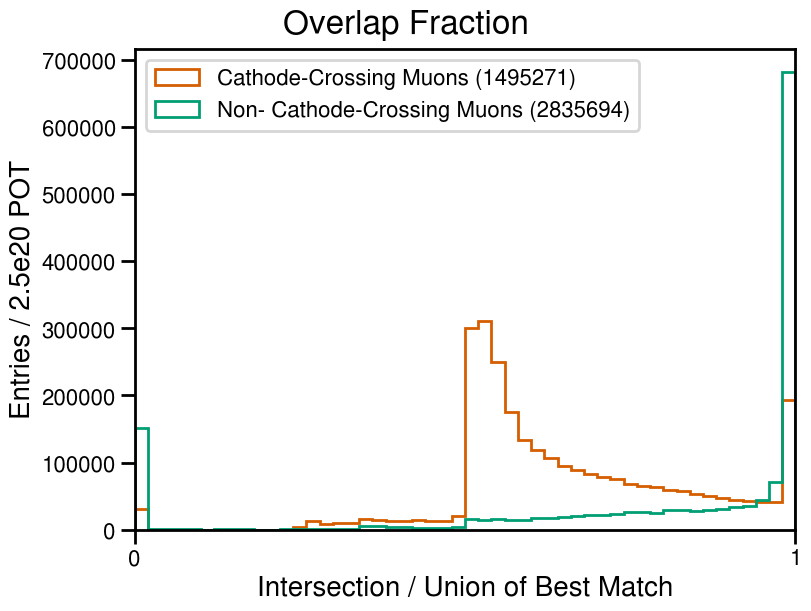 Overlap Fraction
Cathode-Crossing Muons (1495271)
Non- Cathode-Crossing Muons (2835694)
Entries / 2.5e20 POT
700000
600000
500000
400000
300000
200000
100000
0
0
1
Intersection / Union of Best Match